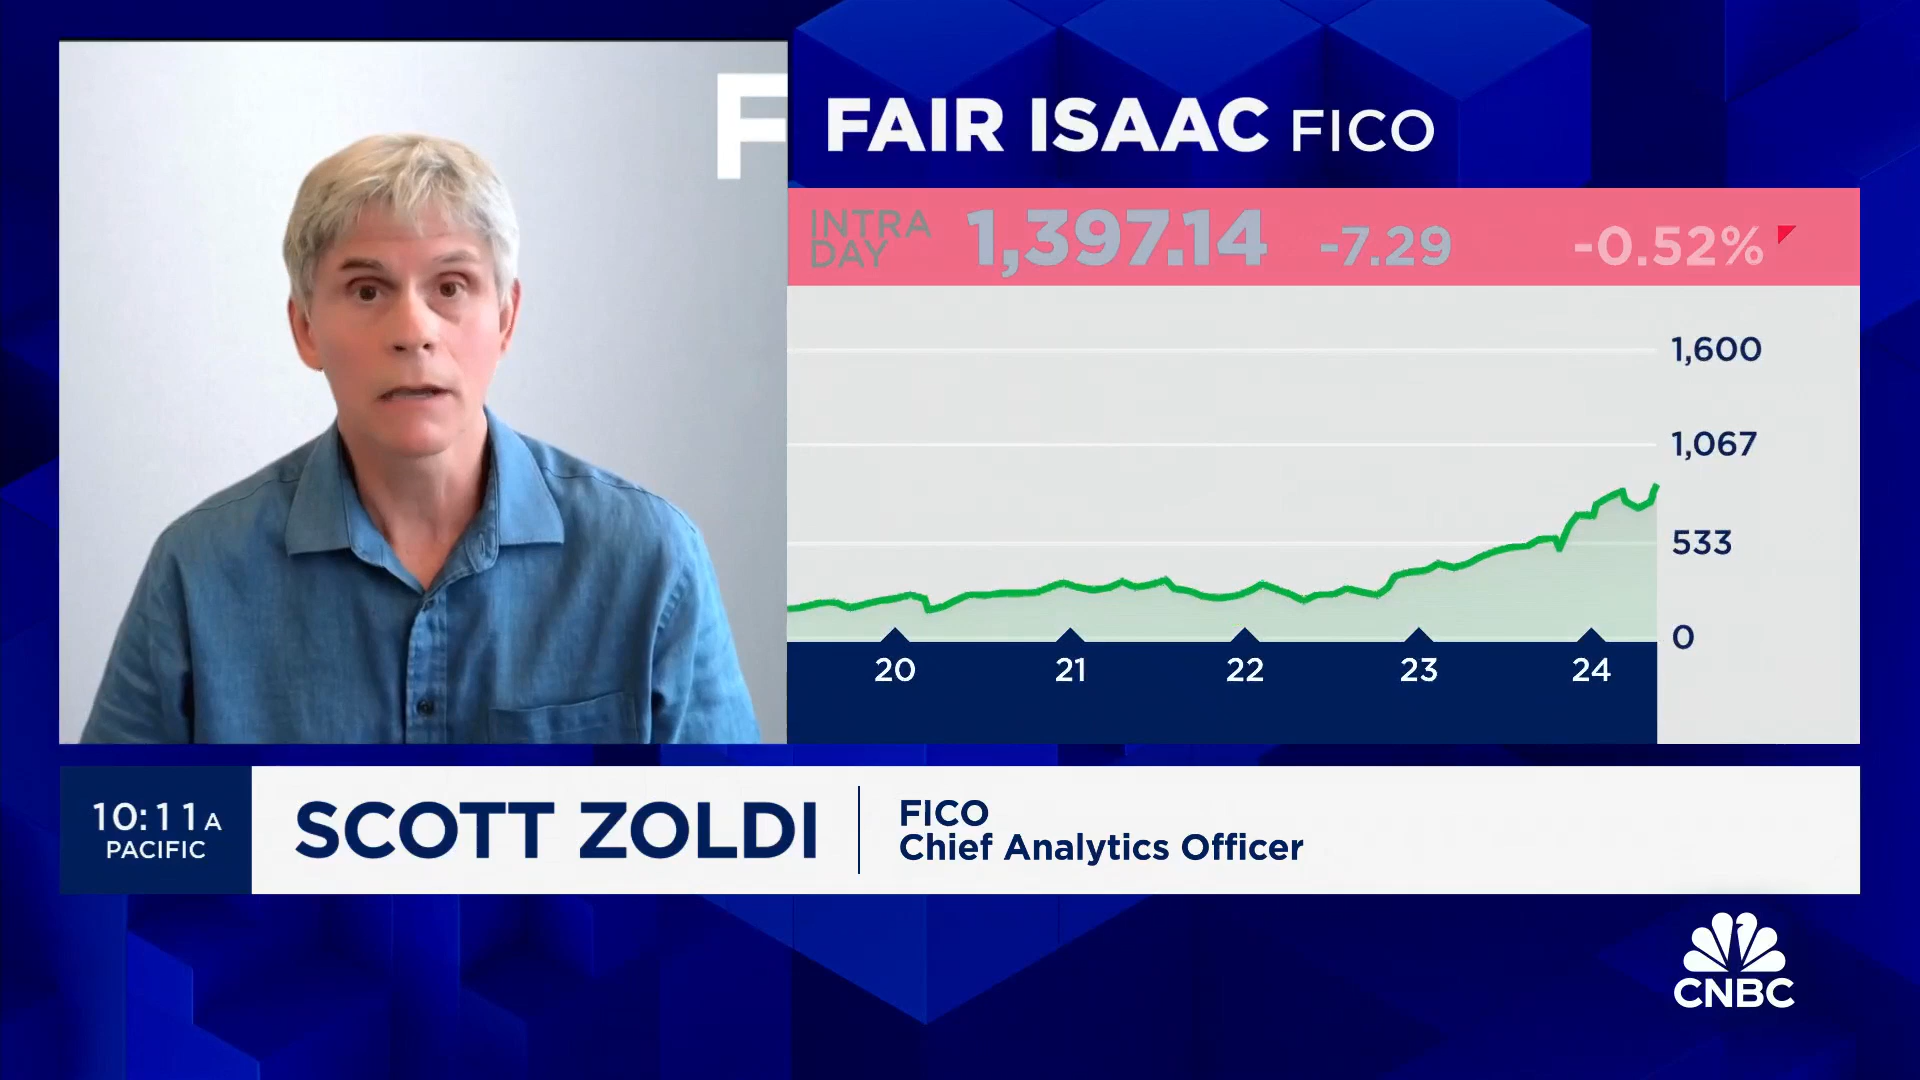 F
FAIR ISAAC FICO
INTRA DAY 1,397.14 -7.29 -0.52%
1,600
1,067
533
0
20 21 22 23 24
10:11A
PACIFIC
SCOTT ZOLDI
FICO
Chief Analytics Officer
CNBC